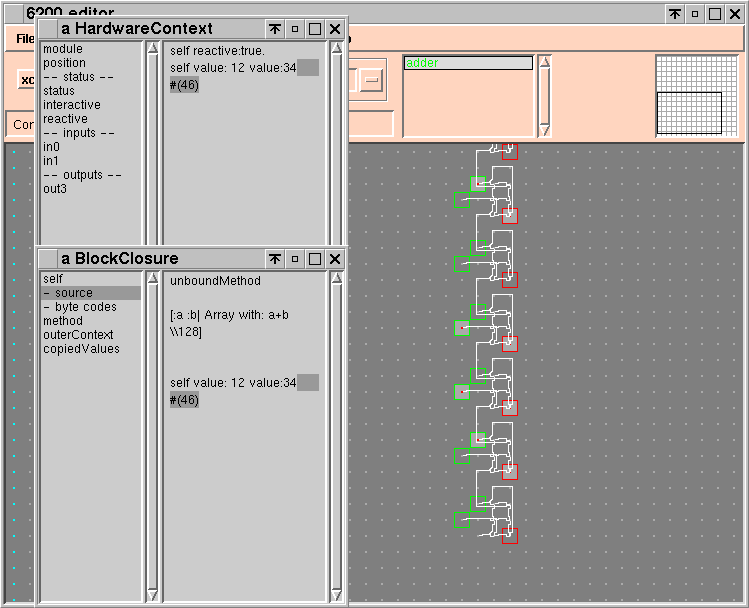 6200 editor
a HardwareContext
File
module
position
-- status --
status
interactive
reactive
-- inputs --
in0
in1
-- outputs --
out3
self reactive:true.
self value: 12 value:34
#(46)
xc
adder
Con
a BlockClosure
self
- source
- byte codes
method
outerContext
copiedValues
unboundMethod
[:a :b| Array with: a+b
\\128]
self value: 12 value:34
#(46)